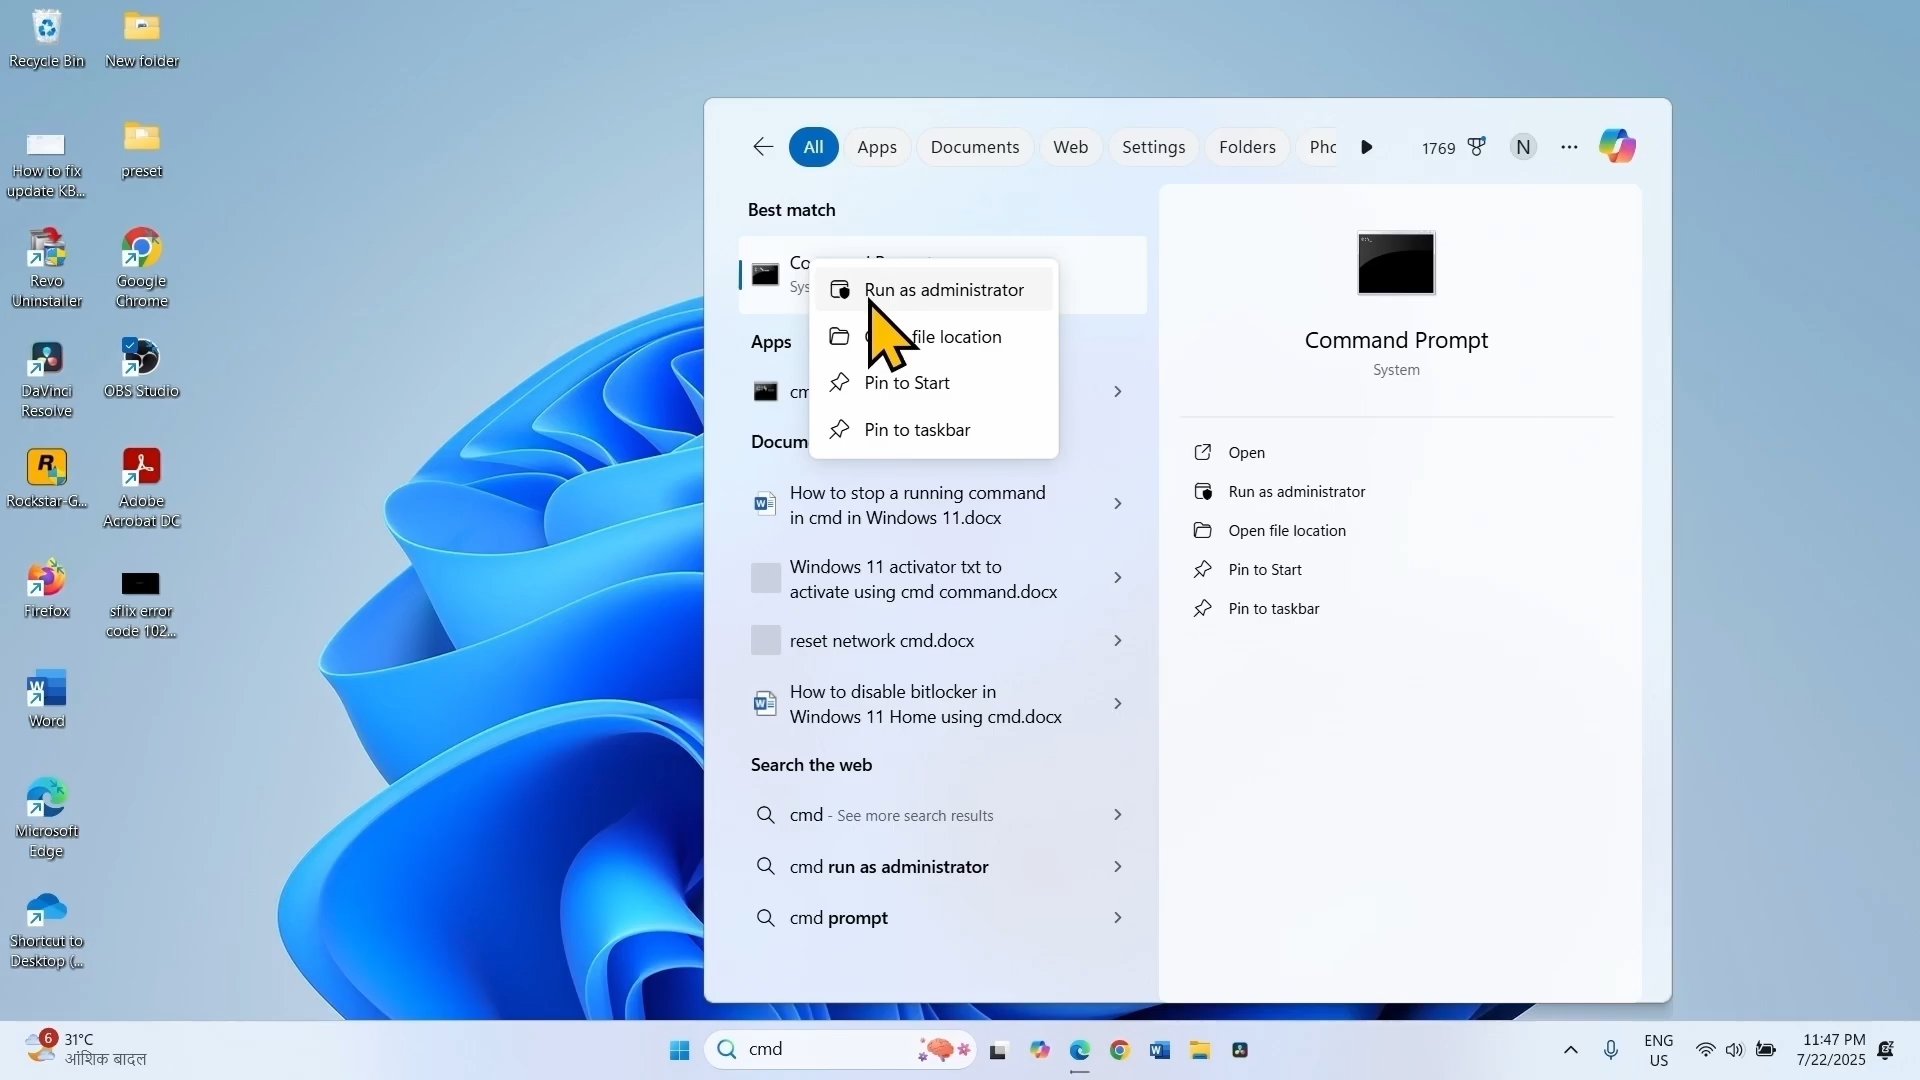 Recycle Bin
New folder
How to fix
update KB...
preset
Revo
Uninstaller
Google
Chrome
DaVinci
Resolve
OBS Studio
Rockstar-G...
Adobe
Acrobat DC
Firefox
sflix error
code 102...
Word
Microsoft
Edge
Shortcut to
Desktop (...
All
Apps
Documents
Web
Settings
Folders
Phc
1769
N
Best match
Co
Sys
Run as administrator
file location
Pin to Start
Pin to taskbar
Apps
cm
Docum
How to stop a running command
in cmd in Windows 11.docx
Windows 11 activator txt to
activate using cmd command.docx
reset network cmd.docx
How to disable bitlocker in
Windows 11 Home using cmd.docx
Search the web
cmd - See more search results
cmd run as administrator
cmd prompt
Command Prompt
System
Open
Run as administrator
Open file location
Pin to Start
Pin to taskbar
6
31°C
आंशिक बादल
cmd
ENG
US
11:47 PM
7/22/2025